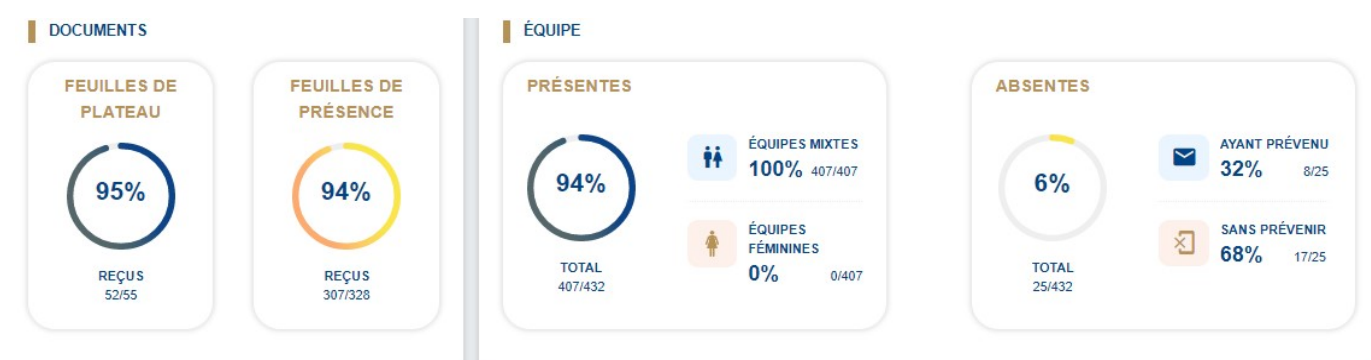 DOCUMENTS
FEUILLES DE
PLATEAU
95%
REÇUS
52/55
FEUILLES DE
PRÉSENCE
94%
REÇUS
307/328
ÉQUIPE
PRÉSENTES
94%
TOTAL
407/432
ÉQUIPES MIXTES
100% 407/407
ÉQUIPES
FÉMININES
0% 0/407
ABSENTES
6%
TOTAL
25/432
AYANT PRÉVENU
32% 8/25
SANS PRÉVENIR
68% 17/25